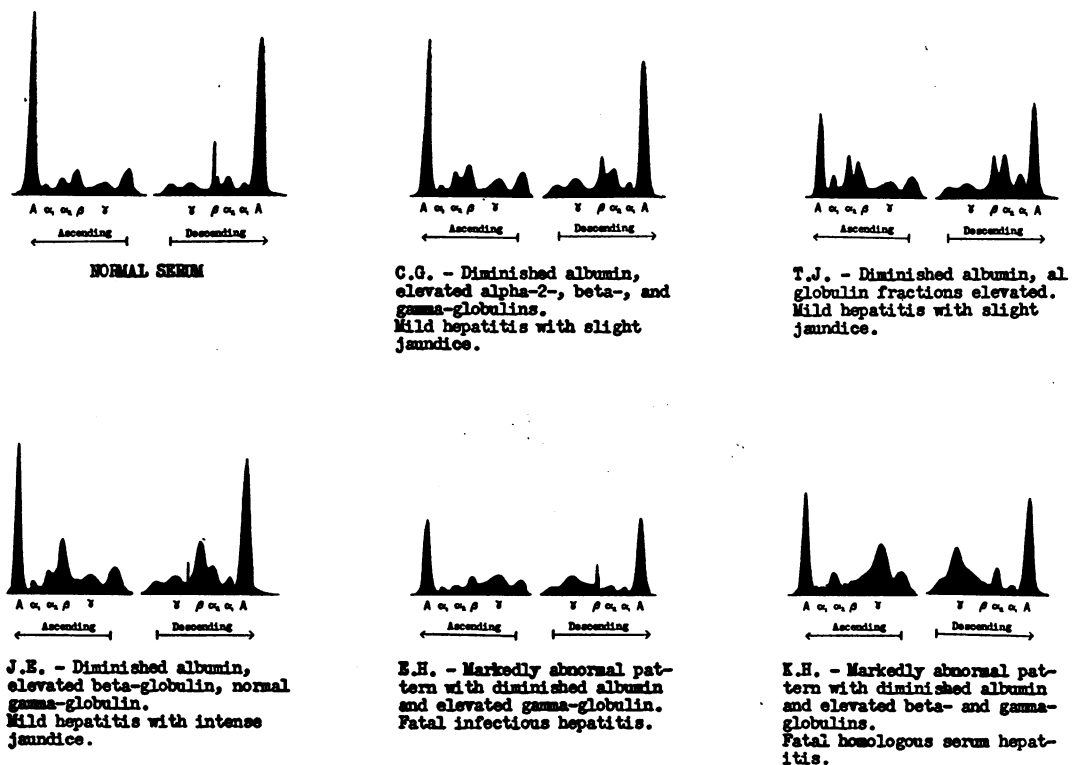 A α₁ α₂ β γ
γ β α₂ α₁ A
Ascending
Descending
NORMAL SERUM
A α₁ α₂ β γ
γ β α₂ α₁ A
Ascending
Descending
C.G. - Diminished albumin,
elevated alpha-2-, beta-, and
gamma-globulins.
Mild hepatitis with slight
jaundice.
A α₁ α₂ β γ
γ β α₂ α₁ A
Ascending
Descending
T.J. - Diminished albumin, al
globulin fractions elevated.
Mild hepatitis with slight
jaundice.
A α₁ α₂ β γ
γ β α₂ α₁ A
Ascending
Descending
J.E. - Diminished albumin,
elevated beta-globulin, normal
gamma-globulin.
Mild hepatitis with intense
jaundice.
A α₁ α₂ β γ
γ β α₂ α₁ A
Ascending
Descending
E.H. - Markedly abnormal pat-
tern with diminished albumin
and elevated gamma-globulin.
Fatal infectious hepatitis.
A α₁ α₂ β γ
γ β α₂ α₁ A
Ascending
Descending
K.H. - Markedly abnormal pat-
tern with diminished albumin
and elevated beta- and gamma-
globulins.
Fatal homologous serum hepat-
itis.